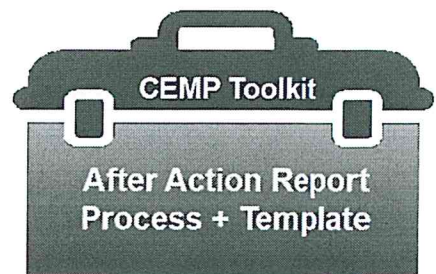 CEMP Toolkit
After Action Report
Process + Template